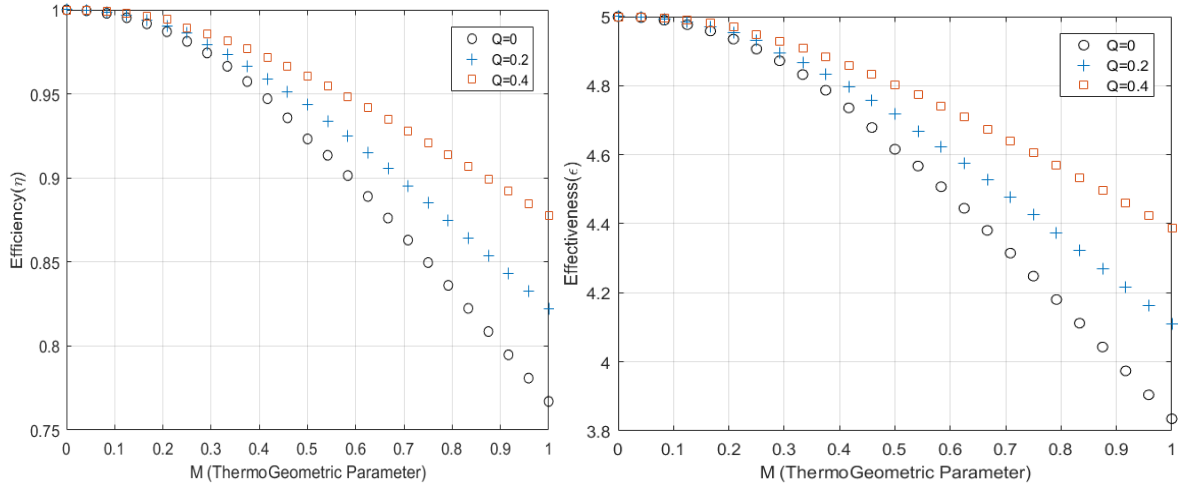 1
0.95
0.9
0.85
0.8
0.75
Efficiency(η)
0 0.1 0.2 0.3 0.4 0.5 0.6 0.7 0.8 0.9 1
M (ThermoGeometric Parameter)
Q=0
Q=0.2
Q=0.4
5
4.8
4.6
4.4
4.2
4
3.8
Effectiveness(ϵ)
0 0.1 0.2 0.3 0.4 0.5 0.6 0.7 0.8 0.9 1
M (ThermoGeometric Parameter)
Q=0
Q=0.2
Q=0.4